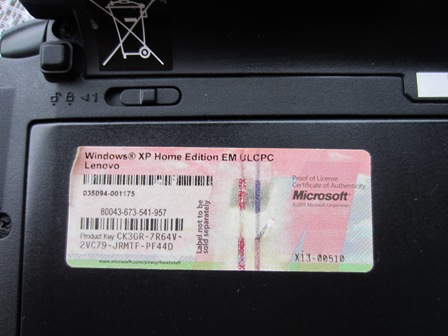 Windows® XP Home Edition EM ULCPC
Lenovo
035094-001175
80043-673-541-957
Product Key: CK3GR-7R64V-
2VC79-JRMTF-PF44D
Label not to be
sold separately
Proof of License
Certificate of Authenticity
Microsoft®
X13-00510
1